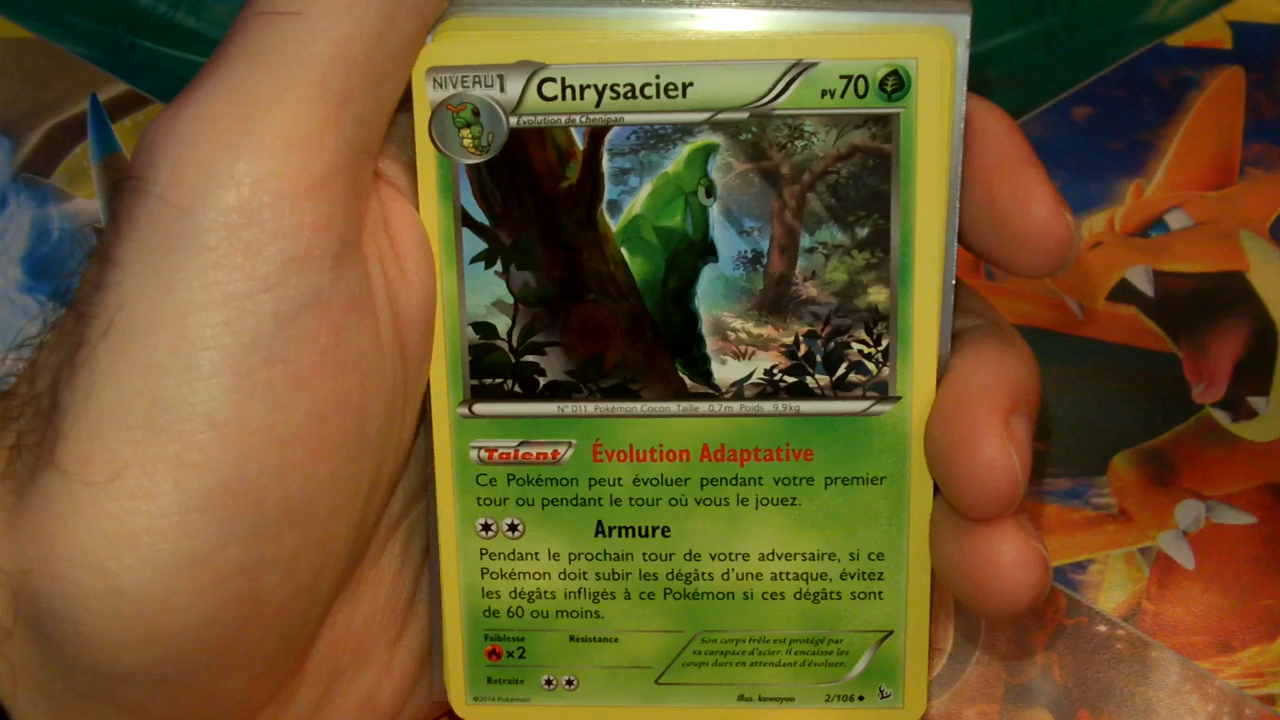 NIVEAU 1
Chrysacier
PV 70
Évolution de Chenipan
N° 011 Pokémon Cocon Taille : 0,7m Poids : 9,9kg
Talent Évolution Adaptative
Ce Pokémon peut évoluer pendant votre premier
tour ou pendant le tour où vous le jouez.
Armure
Pendant le prochain tour de votre adversaire, si ce
Pokémon doit subir les dégâts d'une attaque, évitez
les dégâts infligés à ce Pokémon si ces dégâts sont
de 60 ou moins.
Faiblesse
Résistance
×2
Retraite
Son corps frêle est protégé par
sa carapace d'acier. Il encaisse les
coups durs en attendant d'évoluer.
©2014 Pokémon
Illus. kawayoo
2/106